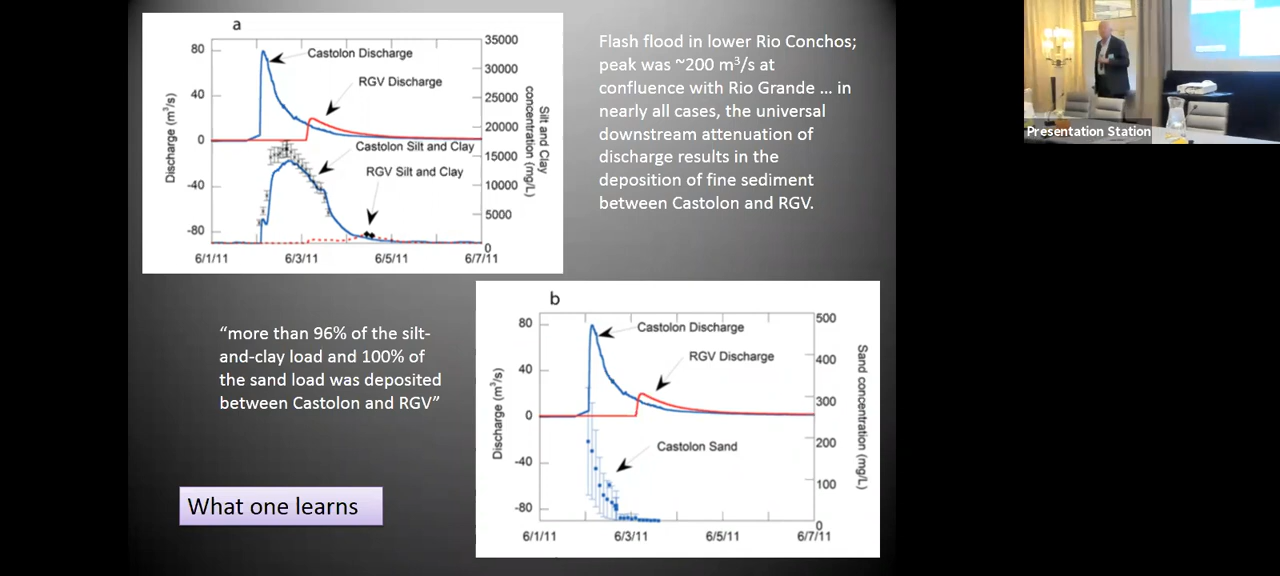 a
80
40
0
-40
-80
Discharge (m³/s)
35000
30000
25000
20000
15000
10000
5000
0
Silt and Clay
concentration (mg/L)
Castolon Discharge
RGV Discharge
Castolon Silt and Clay
RGV Silt and Clay
6/1/11
6/3/11
6/5/11
6/7/11
Flash flood in lower Rio Conchos;
peak was ~200 m³/s at
confluence with Rio Grande ... in
nearly all cases, the universal
downstream attenuation of
discharge results in the
deposition of fine sediment
between Castolon and RGV.
Presentation Station
“more than 96% of the silt-
and-clay load and 100% of
the sand load was deposited
between Castolon and RGV”
What one learns
b
80
40
0
-40
-80
Discharge (m³/s)
500
400
300
200
100
0
Sand concentration (mg/L)
Castolon Discharge
RGV Discharge
Castolon Sand
6/1/11
6/3/11
6/5/11
6/7/11